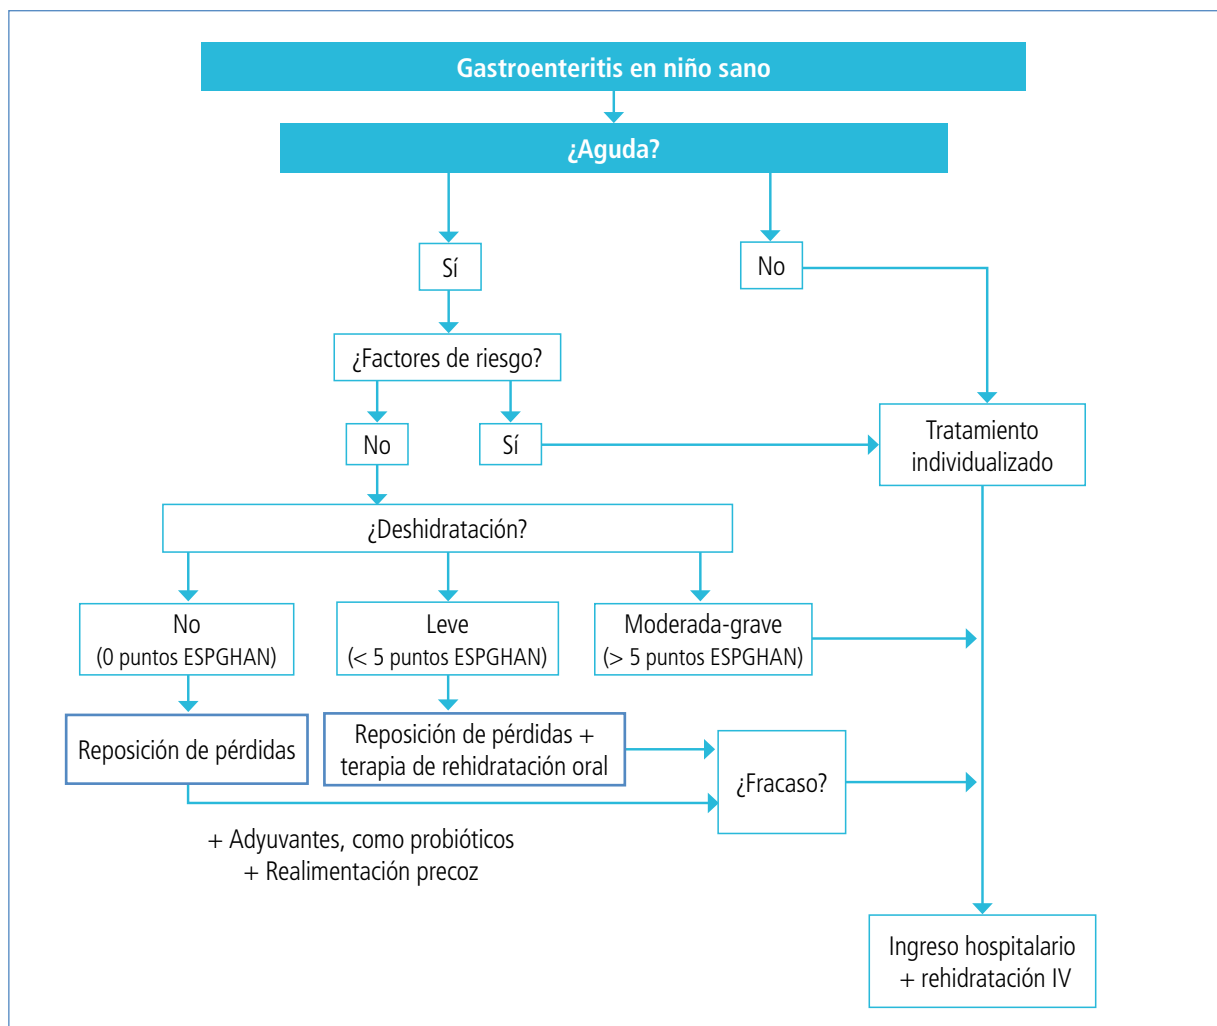 Gastroenteritis en niño sano
¿Aguda?
Sí
No
¿Factores de riesgo?
No
Sí
Tratamiento
individualizado
¿Deshidratación?
No
(0 puntos ESPGHAN)
Leve
(< 5 puntos ESPGHAN)
Moderada-grave
(> 5 puntos ESPGHAN)
Reposición de pérdidas
Reposición de pérdidas +
terapia de rehidratación oral
¿Fracaso?
+ Adyuvantes, como probióticos
+ Realimentación precoz
Ingreso hospitalario
+ rehidratación IV